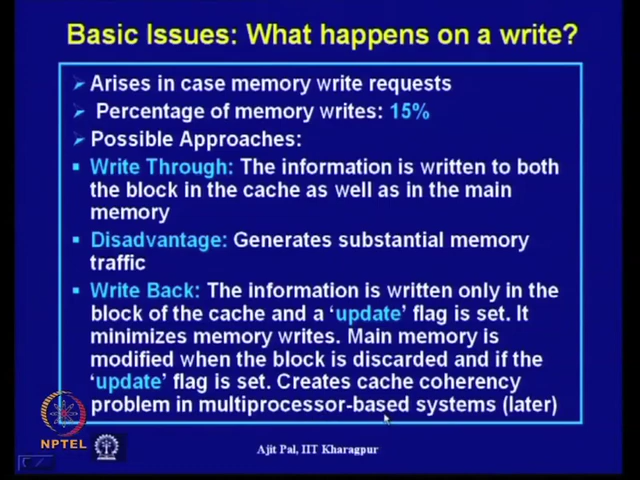 Basic Issues: What happens on a write?
Arises in case memory write requests
Percentage of memory writes: 15%
Possible Approaches:
Write Through: The information is written to both
the block in the cache as well as in the main
memory
Disadvantage: Generates substantial memory
traffic
Write Back: The information is written only in the
block of the cache and a ‘update’ flag is set. It
minimizes memory writes. Main memory is
modified when the block is discarded and if the
‘update’ flag is set. Creates cache coherency
problem in multiprocessor-based systems (later)
NPTEL
Ajit Pal, IIT Kharagpur